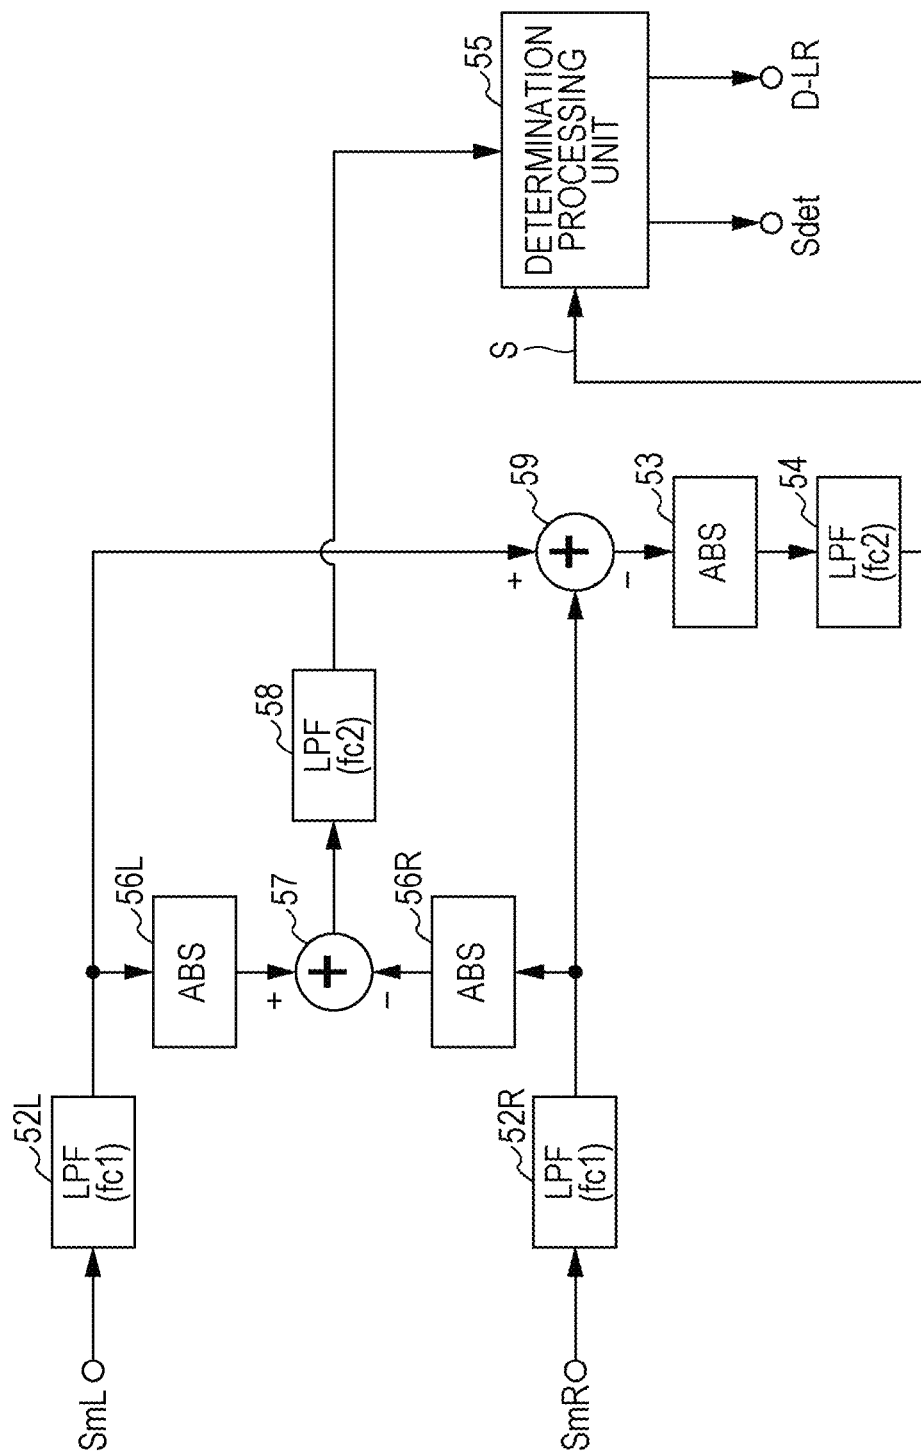 SmL
52L
LPF
(fc1)
56L
ABS
+
57
+
−
56R
ABS
SmR
52R
LPF
(fc1)
58
LPF
(fc2)
59
+
+
−
53
ABS
54
LPF
(fc2)
S
55
DETERMINATION
PROCESSING
UNIT
Sdet
D-LR